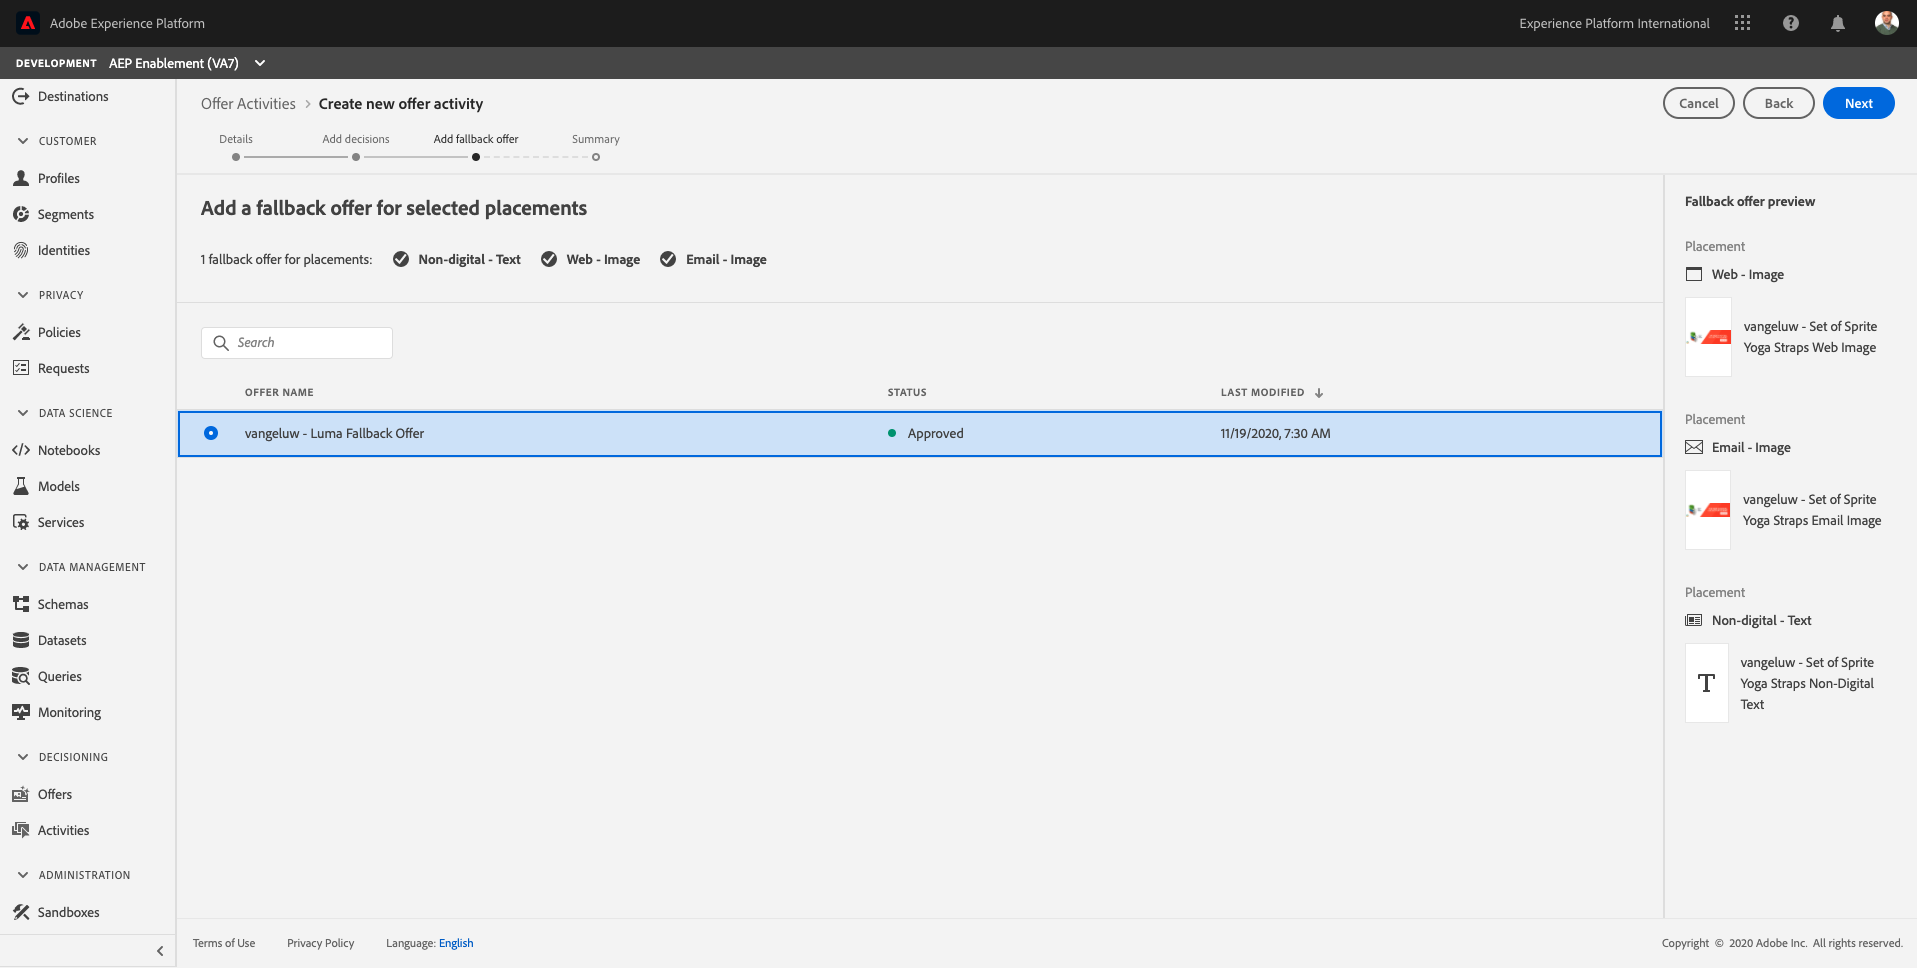 Adobe Experience Platform
Experience Platform International
DEVELOPMENT AEP Enablement (VA7)
Destinations
CUSTOMER
Profiles
Segments
Identities
PRIVACY
Policies
Requests
DATA SCIENCE
Notebooks
Models
Services
DATA MANAGEMENT
Schemas
Datasets
Queries
Monitoring
DECISIONING
Offers
Activities
ADMINISTRATION
Sandboxes
Offer Activities > Create new offer activity
Cancel Back Next
Details Add decisions Add fallback offer Summary
Add a fallback offer for selected placements
1 fallback offer for placements: Non-digital - Text Web - Image Email - Image
Search
OFFER NAME STATUS LAST MODIFIED ↓
vangeluw - Luma Fallback Offer Approved 11/19/2020, 7:30 AM
Fallback offer preview
Placement
Web - Image
vangeluw - Set of Sprite
Yoga Straps Web Image
Placement
Email - Image
vangeluw - Set of Sprite
Yoga Straps Email Image
Placement
Non-digital - Text
T
vangeluw - Set of Sprite
Yoga Straps Non-Digital
Text
Terms of Use Privacy Policy Language: English
Copyright © 2020 Adobe Inc. All rights reserved.